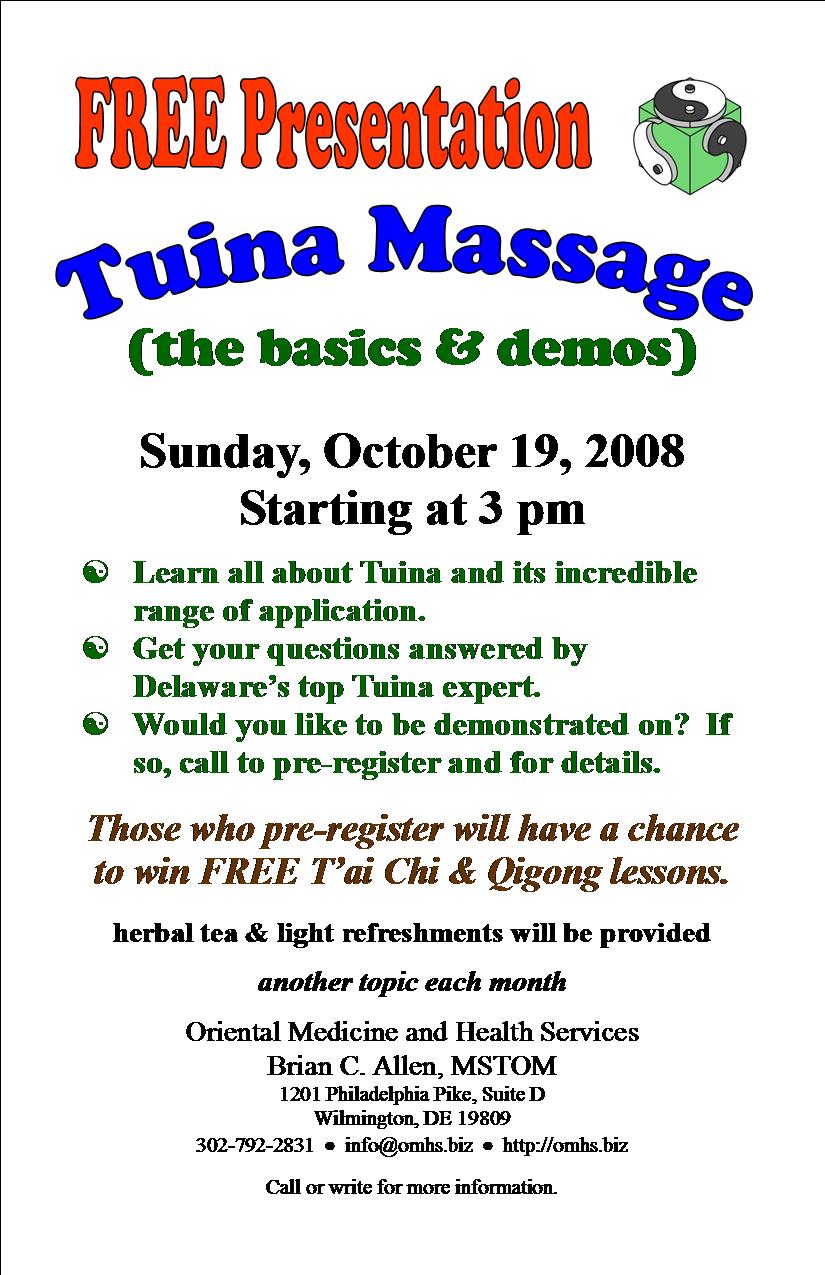 FREE Presentation
Tuina Massage
(the basics & demos)
Sunday, October 19, 2008
Starting at 3 pm
☯ Learn all about Tuina and its incredible
range of application.
☯ Get your questions answered by
Delaware’s top Tuina expert.
☯ Would you like to be demonstrated on?  If
so, call to pre-register and for details.
Those who pre-register will have a chance
to win FREE T’ai Chi & Qigong lessons.
herbal tea & light refreshments will be provided
another topic each month
Oriental Medicine and Health Services
Brian C. Allen, MSTOM
1201 Philadelphia Pike, Suite D
Wilmington, DE 19809
302-792-2831 ● info@omhs.biz ● http://omhs.biz
Call or write for more information.